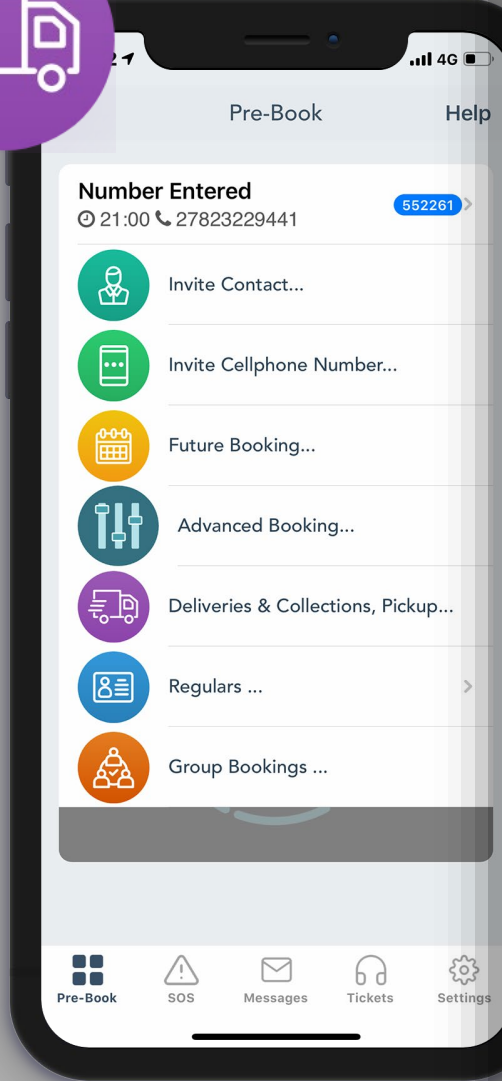 4G
Pre-Book
Help
Number Entered
21:00 27823229441
552261
Invite Contact...
Invite Cellphone Number...
Future Booking...
Advanced Booking...
Deliveries & Collections, Pickup...
Regulars ...
Group Bookings ...
Pre-Book
SOS
Messages
Tickets
Settings